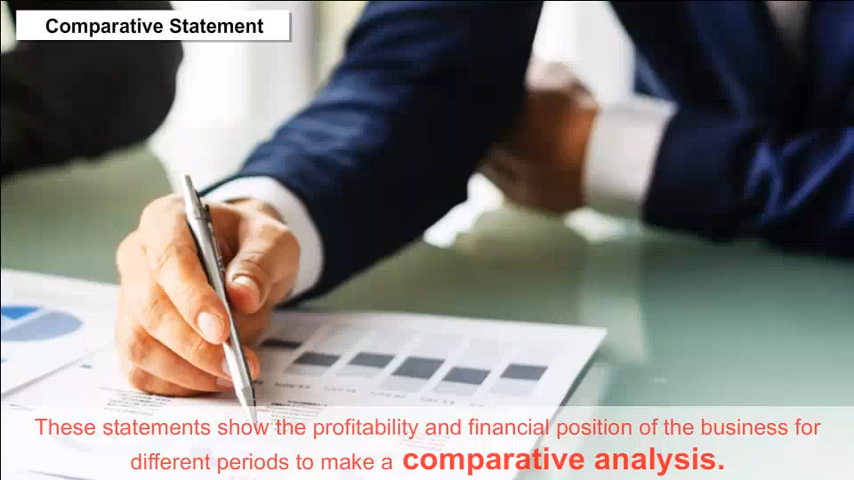 Comparative Statement
These statements show the profitability and financial position of the business for
different periods to make a comparative analysis.